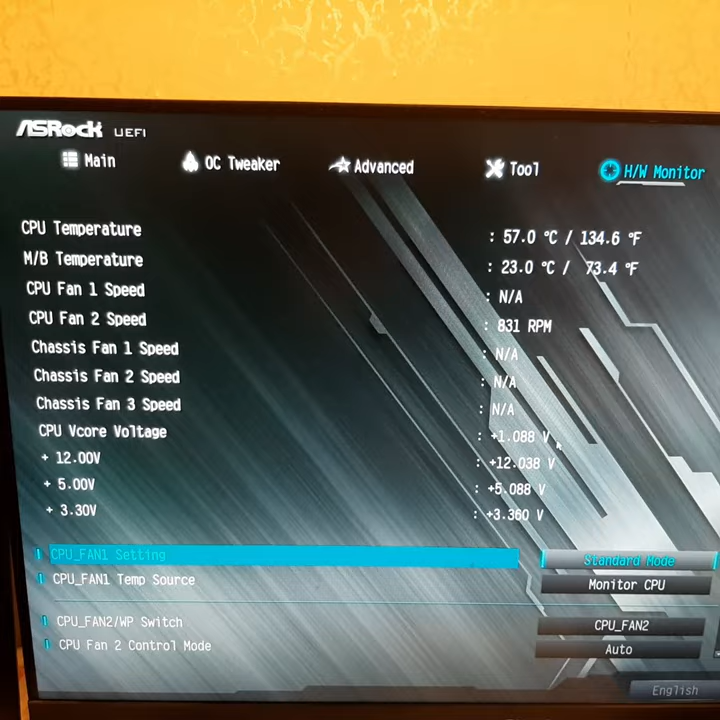 ASRock UEFI
Main OC Tweaker Advanced Tool H/W Monitor
CPU Temperature : 57.0 °C / 134.6 °F
M/B Temperature : 23.0 °C / 73.4 °F
CPU Fan 1 Speed : N/A
CPU Fan 2 Speed : 831 RPM
Chassis Fan 1 Speed : N/A
Chassis Fan 2 Speed : N/A
Chassis Fan 3 Speed : N/A
CPU Vcore Voltage : +1.088 V
+ 12.00V : +12.038 V
+ 5.00V : +5.088 V
+ 3.30V : +3.360 V
CPU_FAN1 Setting Standard Mode
CPU_FAN1 Temp Source Monitor CPU
CPU_FAN2/WP Switch CPU_FAN2
CPU Fan 2 Control Mode Auto
English